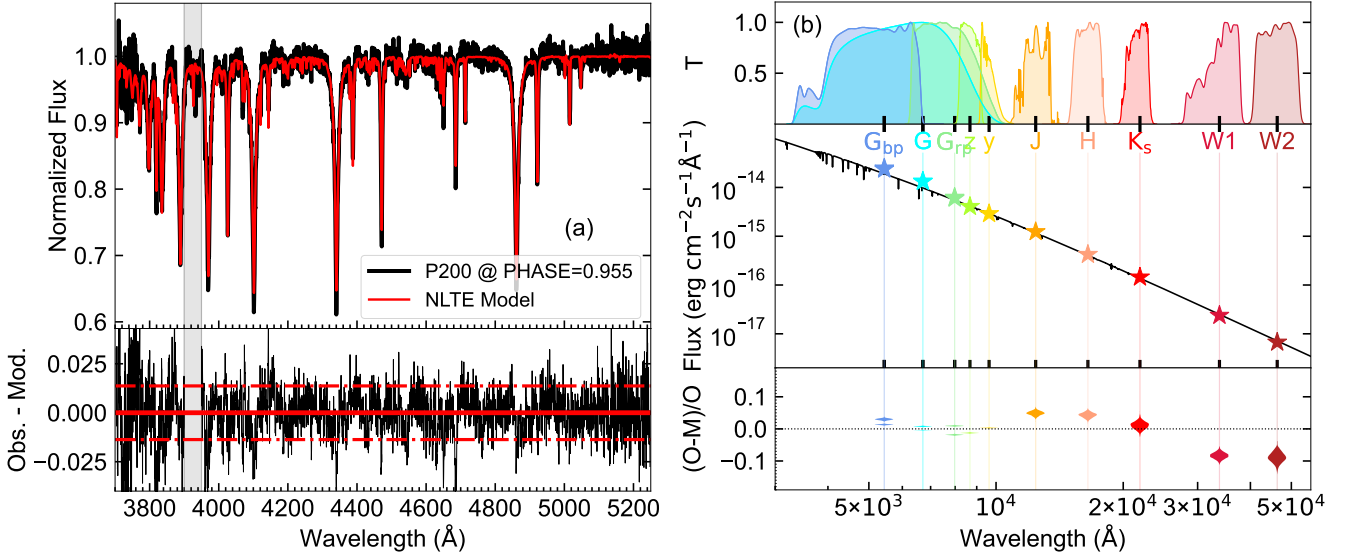 1.0
0.9
0.8
0.7
0.6
Normalized Flux
(a)
P200 @ PHASE=0.955
NLTE Model
0.025
0.000
−0.025
Obs. - Mod.
3800 4000 4200 4400 4600 4800 5000 5200
Wavelength (Å)
(b)
1.0
0.5
T
G_bp G G_rp z y J H K_s W1 W2
10⁻¹⁴
10⁻¹⁵
10⁻¹⁶
10⁻¹⁷
Flux (erg cm⁻²s⁻¹Å⁻¹)
0.1
0.0
−0.1
(O-M)/O
5×10³ 10⁴ 2×10⁴ 3×10⁴ 5×10⁴
Wavelength (Å)